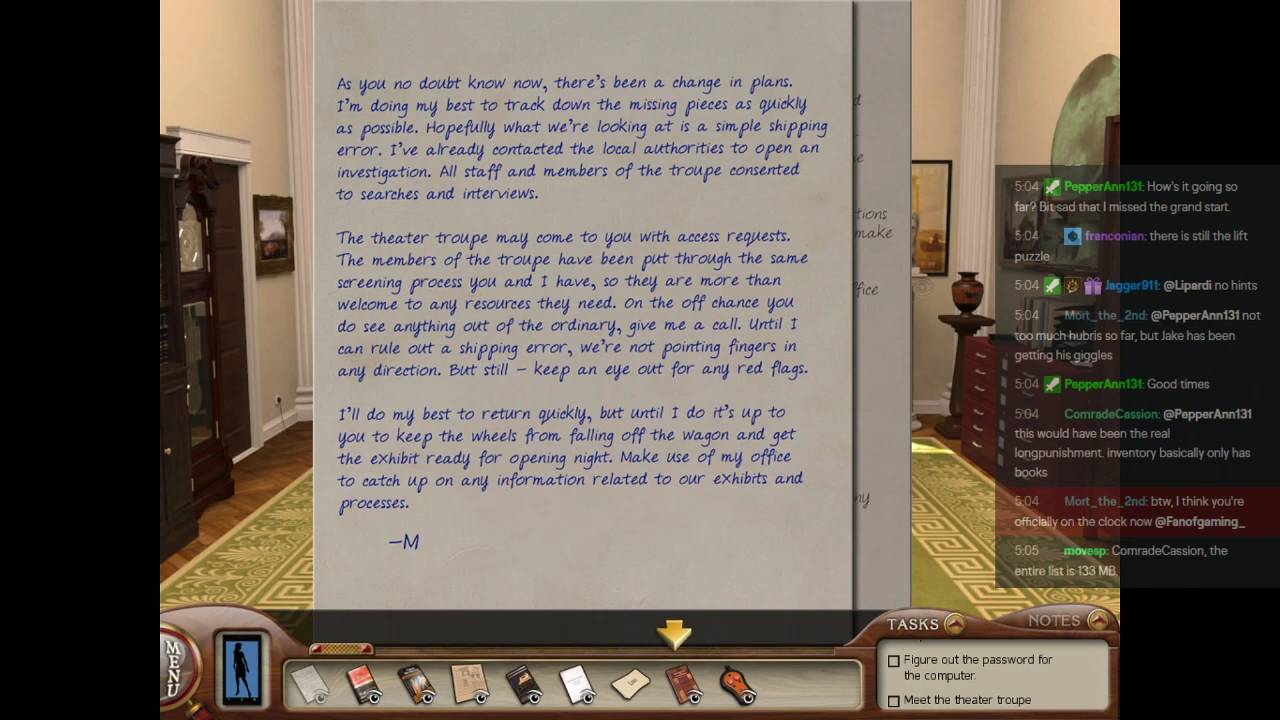 As you no doubt know now, there's been a change in plans.
I'm doing my best to track down the missing pieces as quickly
as possible. Hopefully what we're looking at is a simple shipping
error. I've already contacted the local authorities to open an
investigation. All staff and members of the troupe consented
to searches and interviews.
The theater troupe may come to you with access requests.
The members of the troupe have been put through the same
screening process you and I have, so they are more than
welcome to any resources they need. On the off chance you
do see anything out of the ordinary, give me a call. Until I
can rule out a shipping error, we're not pointing fingers in
any direction. But still – keep an eye out for any red flags.
I'll do my best to return quickly, but until I do it's up to
you to keep the wheels from falling off the wagon and get
the exhibit ready for opening night. Make use of my office
to catch up on any information related to our exhibits and
processes.
–M
d
e
tions
make
fice
ny
5:04 PepperAnn131: How's it going so
far? Bit sad that I missed the grand start.
5:04 franconian: there is still the lift
puzzle
5:04 Jagger911: @Lipardi no hints
5:04 Mort_the_2nd: @PepperAnn131 not
too much hubris so far, but Jake has been
getting his giggles
5:04 PepperAnn131: Good times
5:04 ComradeCassion: @PepperAnn131
this would have been the real
longpunishment. inventory basically only has
books
5:04 Mort_the_2nd: btw, I think you're
officially on the clock now @Fanofgaming_
5:05 movesp: ComradeCassion, the
entire list is 133 MB.
MENU
TASKS
NOTES
Figure out the password for
the computer.
Meet the theater troupe